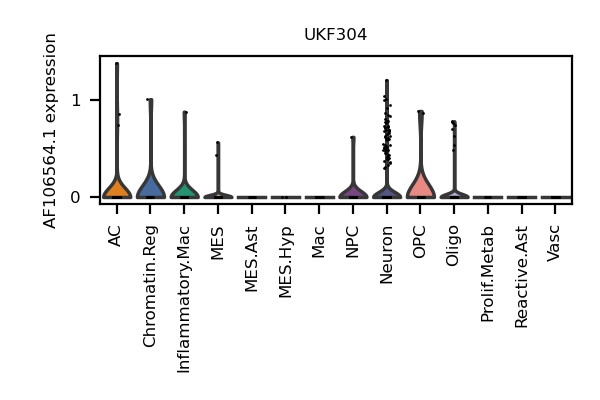 UKF304
AF106564.1 expression
1
0
AC
Chromatin.Reg
Inflammatory.Mac
MES
MES.Ast
MES.Hyp
Mac
NPC
Neuron
OPC
Oligo
Prolif.Metab
Reactive.Ast
Vasc